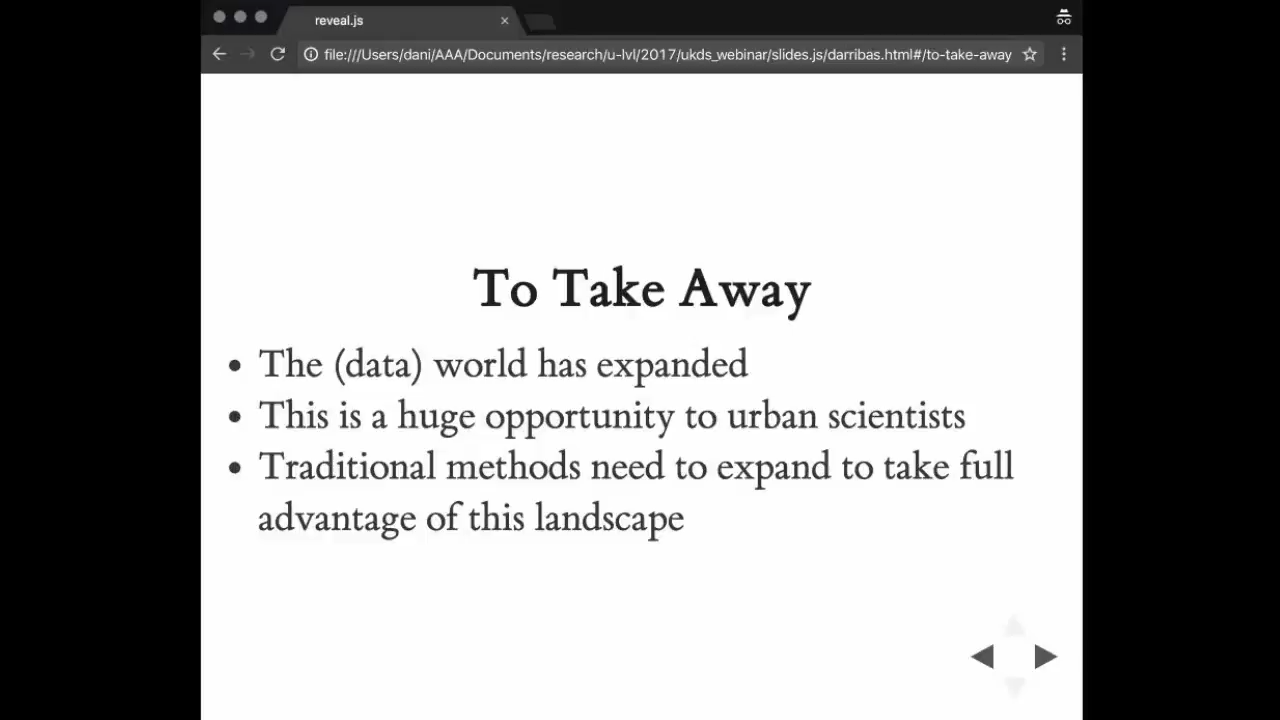 reveal.js
file:///Users/dani/AAA/Documents/research/u-lvl/2017/ukds_webinar/slides.js/darribas.html#/to-take-away
To Take Away
• The (data) world has expanded
• This is a huge opportunity to urban scientists
• Traditional methods need to expand to take full
advantage of this landscape